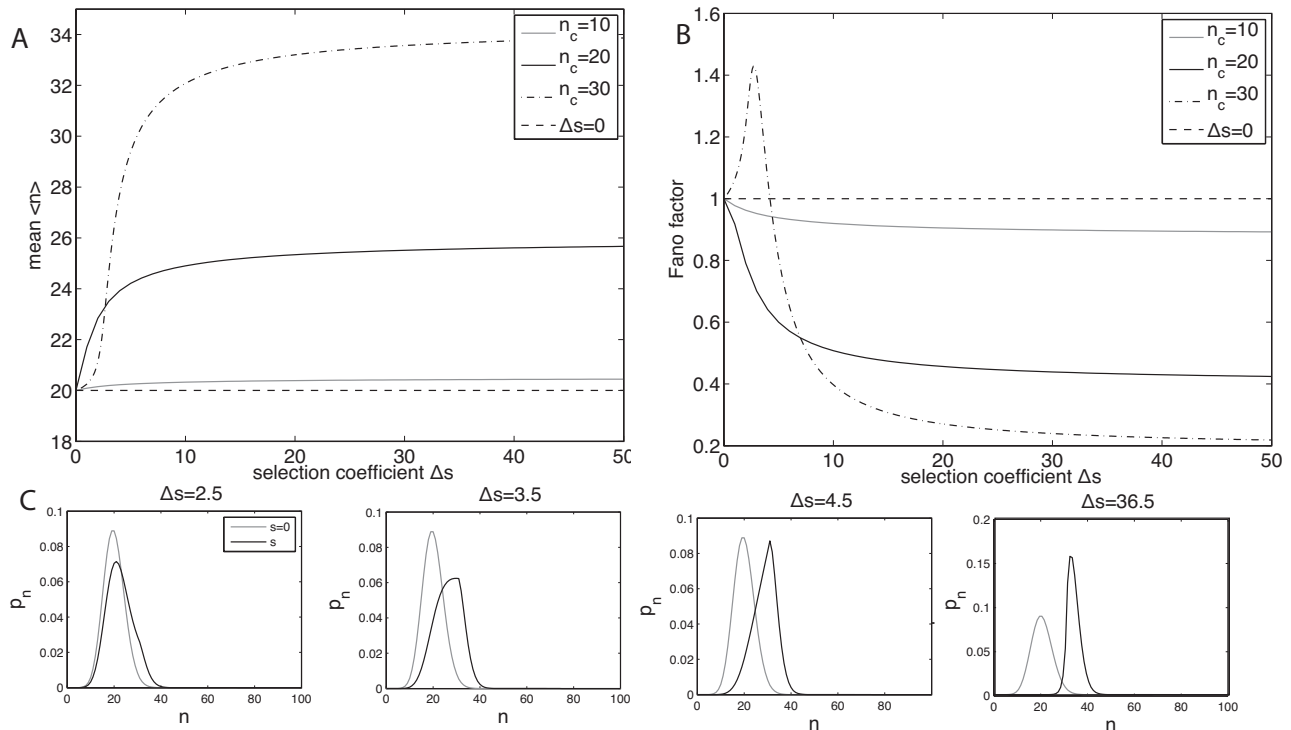 A
mean <n>
35
34
32
30
28
26
24
22
20
18
0
10
20
30
40
50
selection coefficient Δs
n_c=10
n_c=20
n_c=30
Δs=0
B
Fano factor
1.6
1.4
1.2
1
0.8
0.6
0.4
0.2
0
10
20
30
40
50
selection coefficient Δs
n_c=10
n_c=20
n_c=30
Δs=0
C
Δs=2.5
p_n
0.1
0.08
0.06
0.04
0.02
0
0 20 40 60 80 100
n
s=0
s
Δs=3.5
p_n
0.1
0.08
0.06
0.04
0.02
0
0 20 40 60 80 100
n
Δs=4.5
p_n
0.1
0.08
0.06
0.04
0.02
0
0 20 40 60 80
n
Δs=36.5
p_n
0.2
0.15
0.1
0.05
0
0 20 40 60 80 100
n